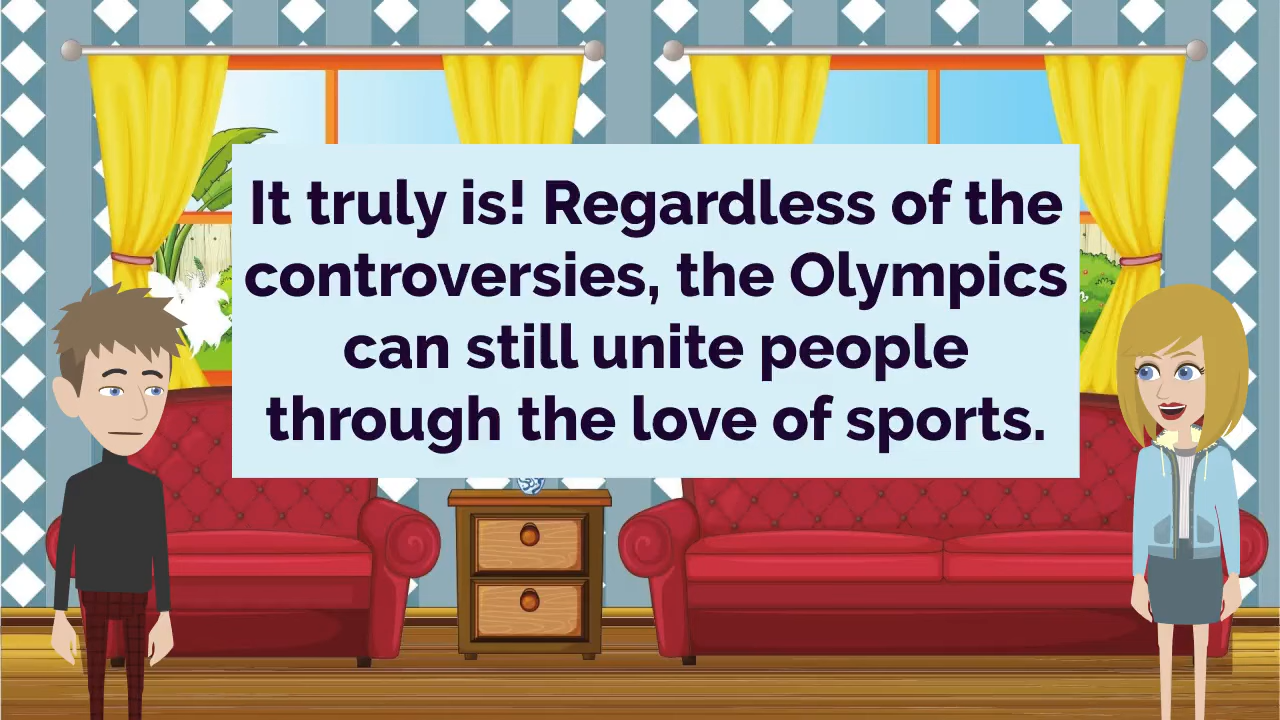 It truly is! Regardless of the
controversies, the Olympics
can still unite people
through the love of sports.